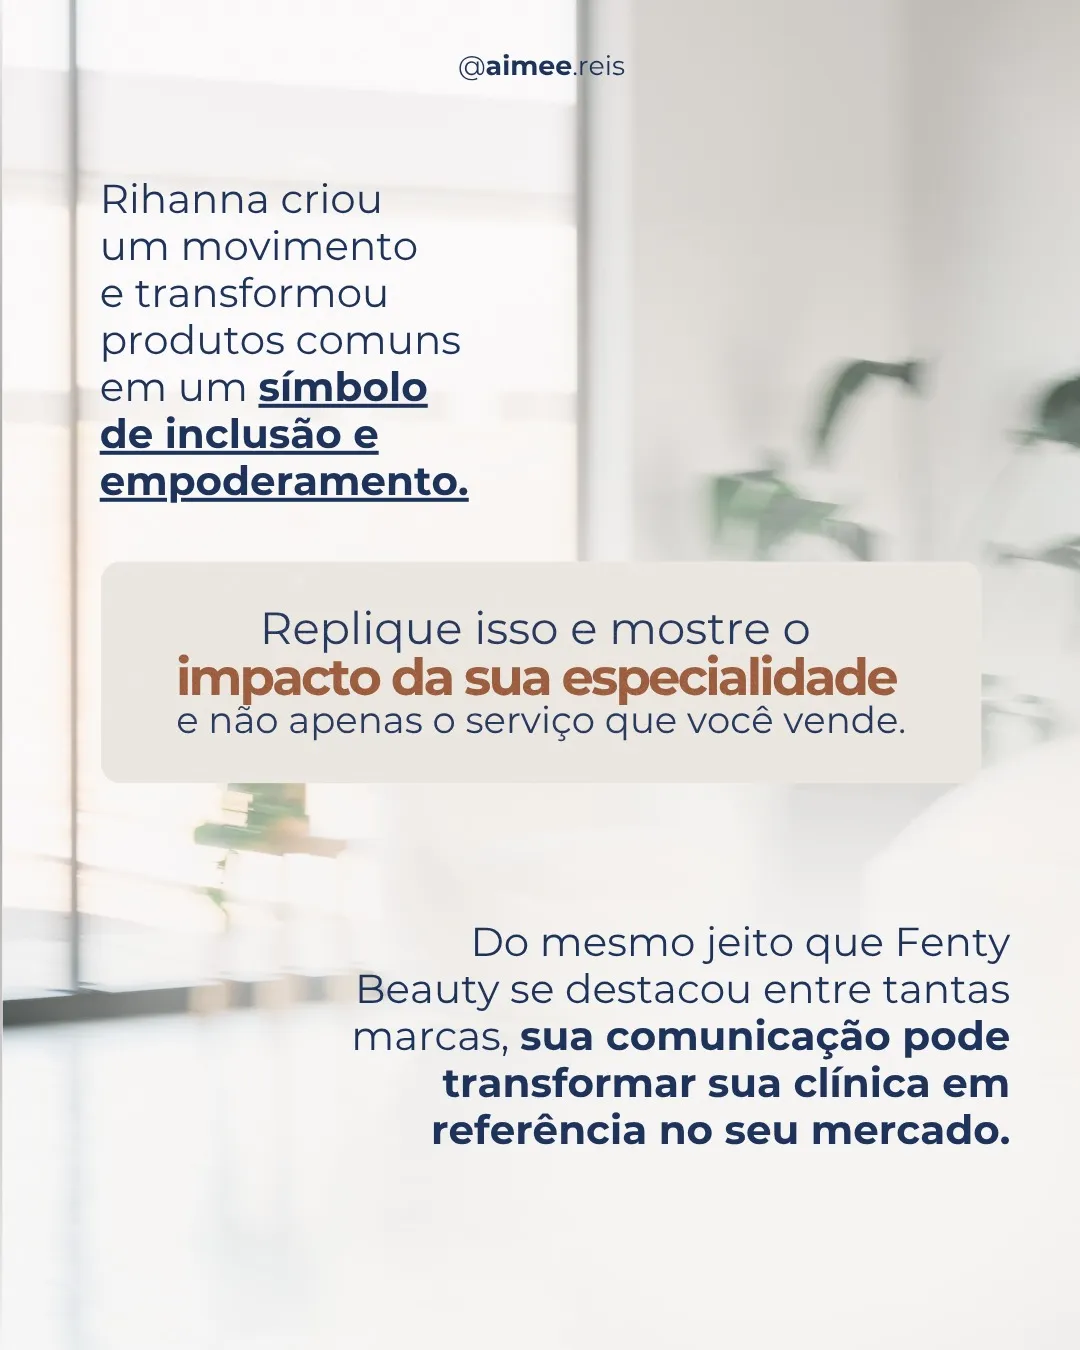 @aimee.reis
Rihanna criou
um movimento
e transformou
produtos comuns
em um símbolo
de inclusão e
empoderamento.
Replique isso e mostre o
impacto da sua especialidade
e não apenas o serviço que você vende.
Do mesmo jeito que Fenty
Beauty se destacou entre tantas
marcas, sua comunicação pode
transformar sua clínica em
referência no seu mercado.